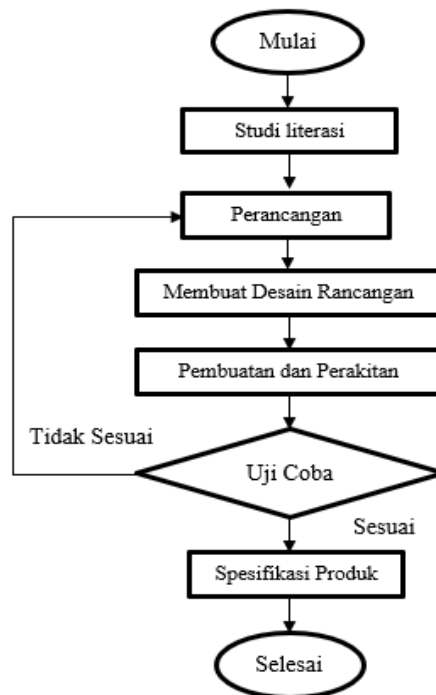 Mulai
Studi literasi
Perancangan
Membuat Desain Rancangan
Pembuatan dan Perakitan
Tidak Sesuai
Uji Coba
Sesuai
Spesifikasi Produk
Selesai